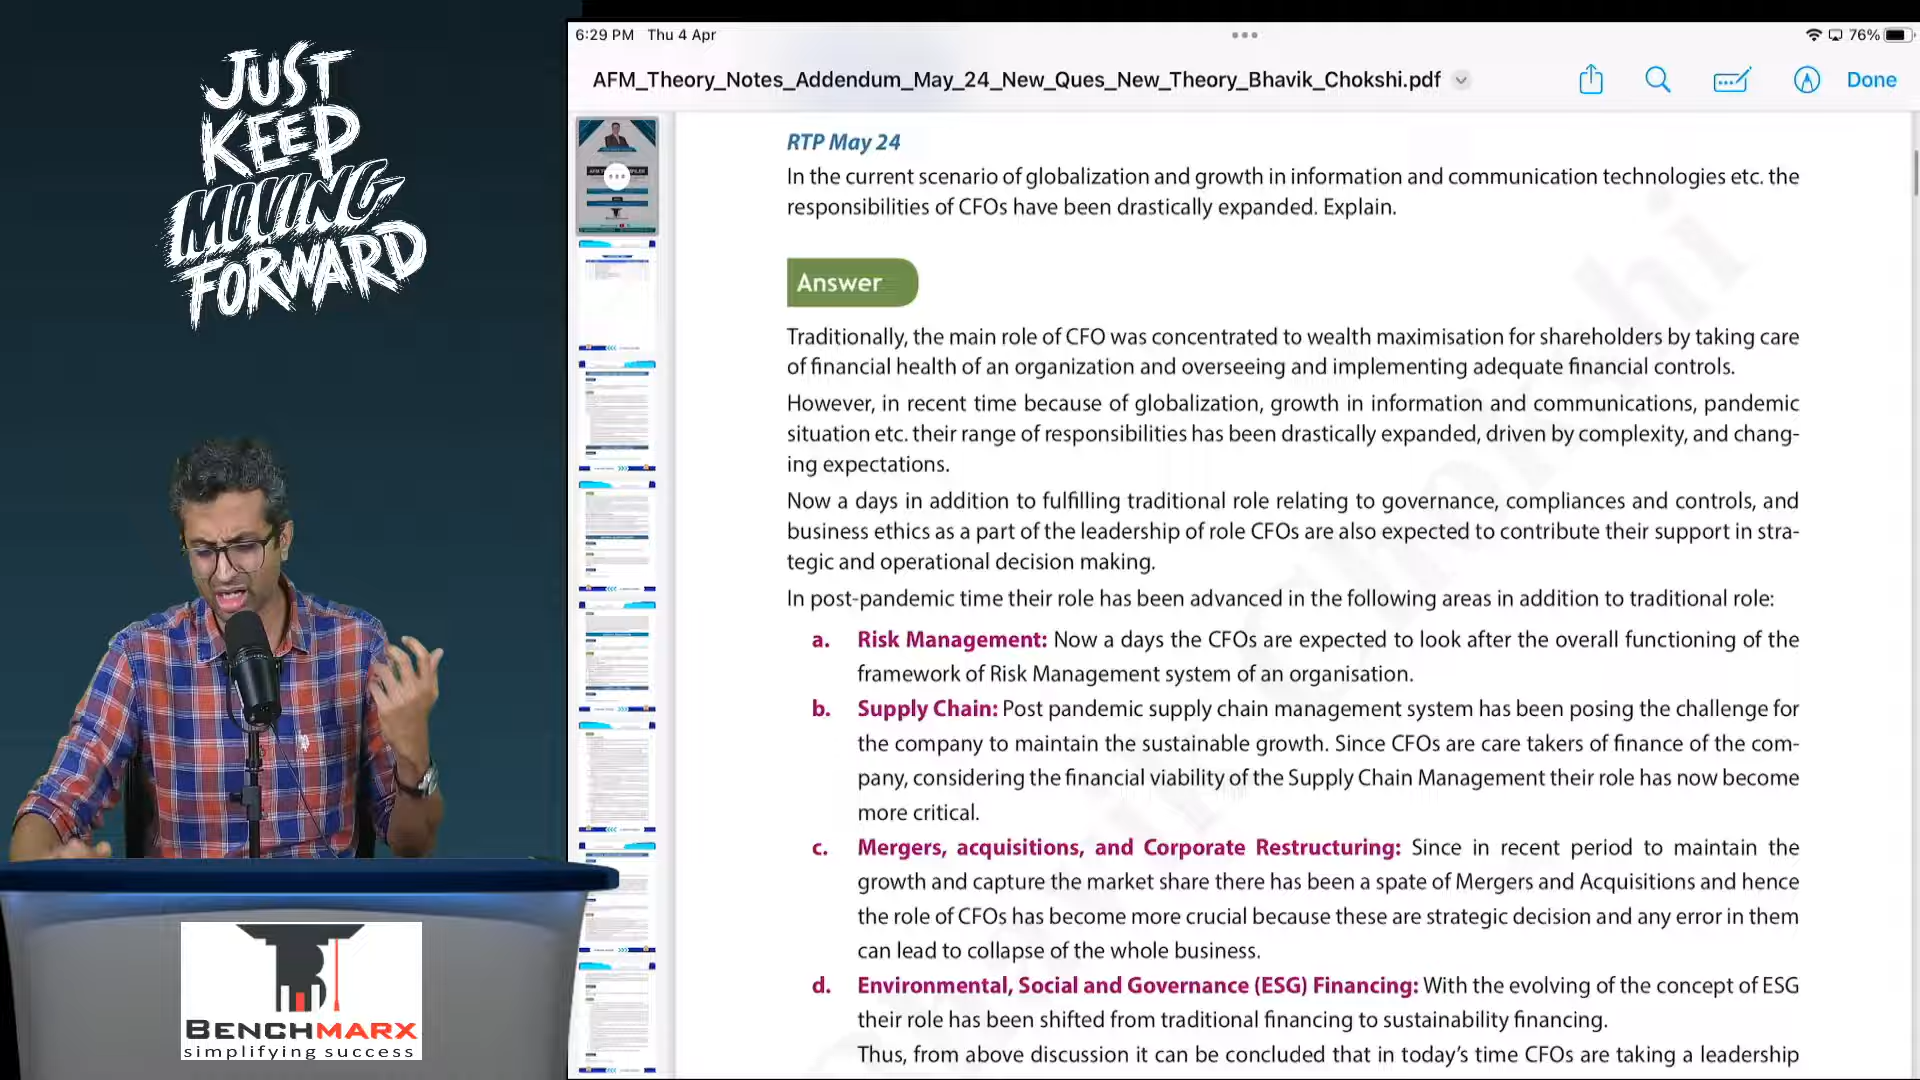 JUST
KEEP
MOVING
FORWARD
BENCHMARX
simplifying success
6:29 PM Thu 4 Apr
76%
AFM_Theory_Notes_Addendum_May_24_New_Ques_New_Theory_Bhavik_Chokshi.pdf
Done
RTP May 24
In the current scenario of globalization and growth in information and communication technologies etc. the
responsibilities of CFOs have been drastically expanded. Explain.
Answer
Traditionally, the main role of CFO was concentrated to wealth maximisation for shareholders by taking care
of financial health of an organization and overseeing and implementing adequate financial controls.
However, in recent time because of globalization, growth in information and communications, pandemic
situation etc. their range of responsibilities has been drastically expanded, driven by complexity, and chang-
ing expectations.
Now a days in addition to fulfilling traditional role relating to governance, compliances and controls, and
business ethics as a part of the leadership of role CFOs are also expected to contribute their support in stra-
tegic and operational decision making.
In post-pandemic time their role has been advanced in the following areas in addition to traditional role:
a. Risk Management: Now a days the CFOs are expected to look after the overall functioning of the
framework of Risk Management system of an organisation.
b. Supply Chain: Post pandemic supply chain management system has been posing the challenge for
the company to maintain the sustainable growth. Since CFOs are care takers of finance of the com-
pany, considering the financial viability of the Supply Chain Management their role has now become
more critical.
c. Mergers, acquisitions, and Corporate Restructuring: Since in recent period to maintain the
growth and capture the market share there has been a spate of Mergers and Acquisitions and hence
the role of CFOs has become more crucial because these are strategic decision and any error in them
can lead to collapse of the whole business.
d. Environmental, Social and Governance (ESG) Financing: With the evolving of the concept of ESG
their role has been shifted from traditional financing to sustainability financing.
Thus, from above discussion it can be concluded that in today's time CFOs are taking a leadership